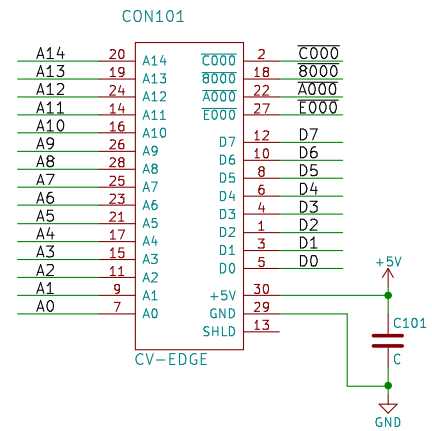 CON101
A14 20 A14 C000 2 C000
A13 19 A13 8000 18 8000
A12 24 A12 A000 22 A000
A11 14 A11 E000 27 E000
A10 16 A10 D7 12 D7
A9 26 A9 D6 10 D6
A8 28 A8 D5 8 D5
A7 25 A7 D4 6 D4
A6 23 A6 D3 4 D3
A5 21 A5 D2 1 D2
A4 17 A4 D1 3 D1
A3 15 A3 D0 5 D0
A2 11 A2
A1 9 A1 +5V 30
A0 7 A0 GND 29
SHLD 13
CV-EDGE
+5V
C101
C
GND